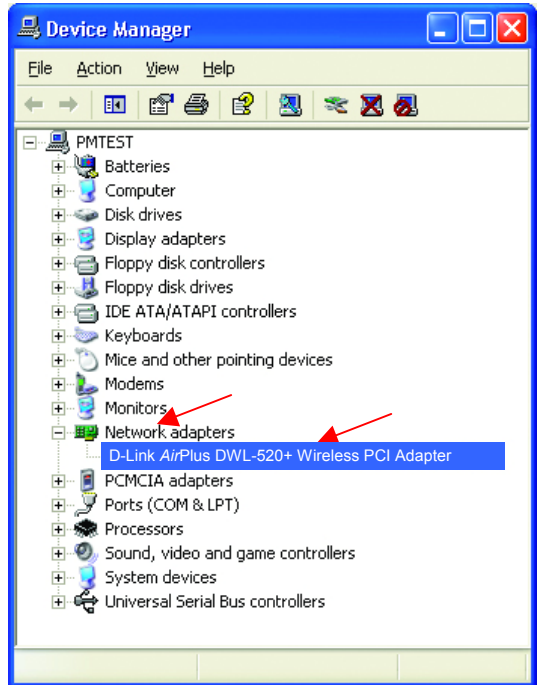 Device Manager
File Action View Help
PMTEST
Batteries
Computer
Disk drives
Display adapters
Floppy disk controllers
Floppy disk drives
IDE ATA/ATAPI controllers
Keyboards
Mice and other pointing devices
Modems
Monitors
Network adapters
D-Link AirPlus DWL-520+ Wireless PCI Adapter
PCMCIA adapters
Ports (COM & LPT)
Processors
Sound, video and game controllers
System devices
Universal Serial Bus controllers